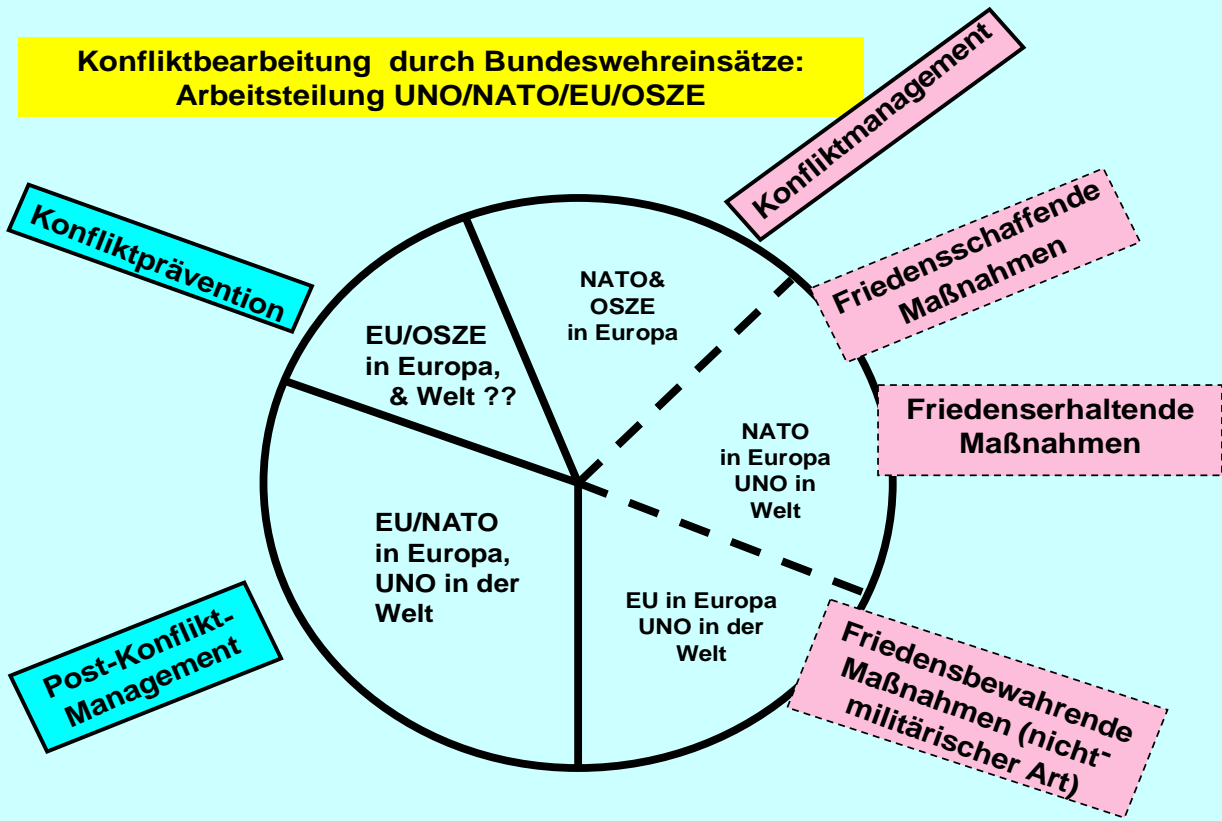 Konfliktbearbeitung durch Bundeswehreinsätze:
Arbeitsteilung UNO/NATO/EU/OSZE
Konfliktmanagement
Konfliktprävention
Friedensschaffende
Maßnahmen
NATO&
OSZE
in Europa
EU/OSZE
in Europa,
& Welt ??
Friedenserhaltende
Maßnahmen
NATO
in Europa
UNO in
Welt
EU/NATO
in Europa,
UNO in der
Welt
EU in Europa
UNO in der
Welt
Post-Konflikt-
Management
Friedensbewahrende
Maßnahmen (nicht-
militärischer Art)